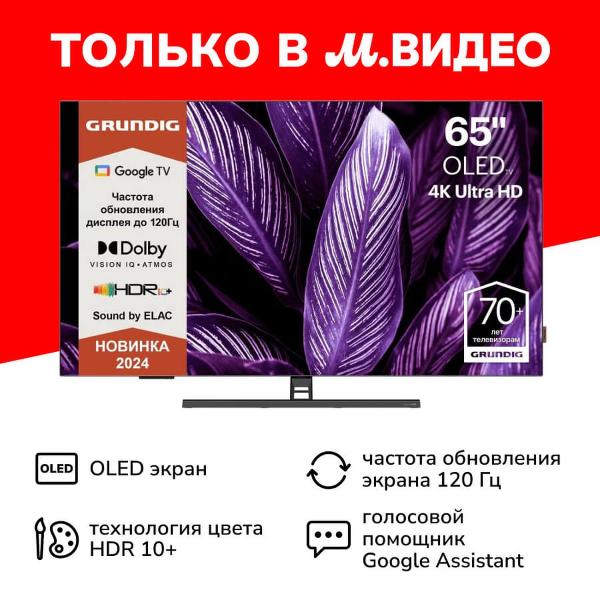 ТОЛЬКО В М.ВИДЕО
GRUNDIG
Google TV
Частота
обновления
дисплея до 120Гц
Dolby
VISION IQ·ATMOS
HDR10+
Sound by ELAC
НОВИНКА
2024
65"
OLED TV
4K Ultra HD
70+
лет
телевизорам
GRUNDIG
OLED
OLED экран
частота обновления
экрана 120 Гц
технология цвета
HDR 10+
голосовой
помощник
Google Assistant